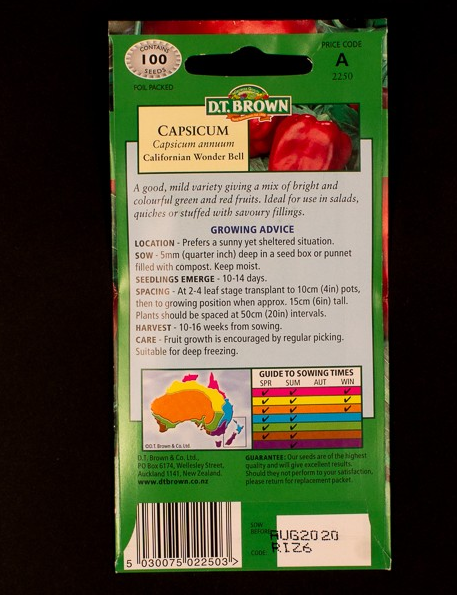 CONTAINS
100
SEEDS
FOIL PACKED
PRICE CODE
A
2250
D.T. BROWN
CAPSICUM
Capsicum annuum
Californian Wonder Bell
A good, mild variety giving a mix of bright and
colourful green and red fruits. Ideal for use in salads,
quiches or stuffed with savoury fillings.
GROWING ADVICE
LOCATION - Prefers a sunny yet sheltered situation.
SOW - 5mm (quarter inch) deep in a seed box or punnet
filled with compost. Keep moist.
SEEDLINGS EMERGE - 10-14 days.
SPACING - At 2-4 leaf stage transplant to 10cm (4in) pots,
then to growing position when approx. 15cm (6in) tall.
Plants should be spaced at 50cm (20in) intervals.
HARVEST - 10-16 weeks from sowing.
CARE - Fruit growth is encouraged by regular picking.
Suitable for deep freezing.
GUIDE TO SOWING TIMES
SPR SUM AUT WIN
©D.T. Brown & Co.Ltd.
D.T. Brown & Co. Ltd.,
PO Box 6174, Wellesley Street,
Auckland 1141, New Zealand.
www.dtbrown.co.nz
GUARANTEE: Our seeds are of the highest
quality and will give excellent results.
Should they not perform to your satisfaction,
please return for replacement packet.
SOW
BEFORE
AUG2020
CODE:
RIZ6
5 030075 022503 >